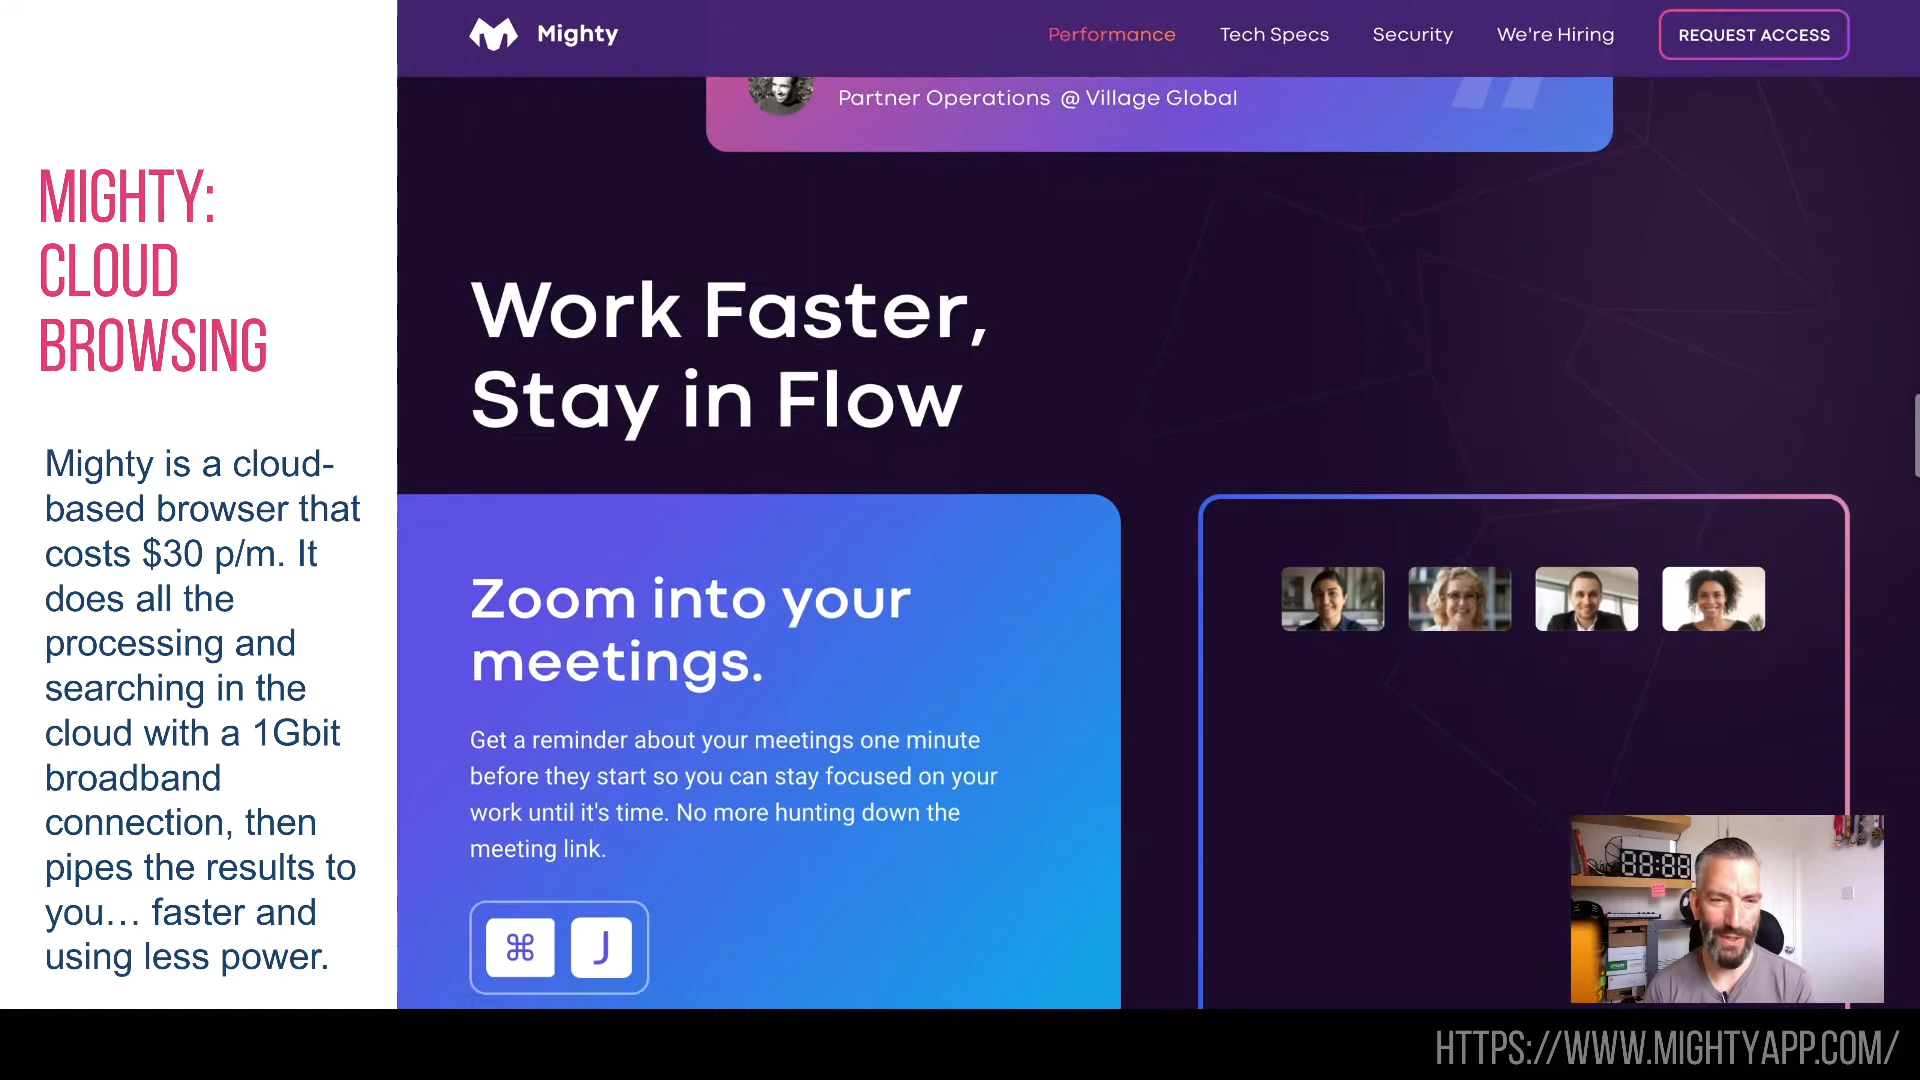 Mighty
Performance
Tech Specs
Security
We're Hiring
REQUEST ACCESS
Partner Operations @ Village Global
MIGHTY:
CLOUD
BROWSING
Mighty is a cloud-
based browser that
costs $30 p/m. It
does all the
processing and
searching in the
cloud with a 1Gbit
broadband
connection, then
pipes the results to
you… faster and
using less power.
Work Faster,
Stay in Flow
Zoom into your
meetings.
Get a reminder about your meetings one minute
before they start so you can stay focused on your
work until it's time. No more hunting down the
meeting link.
⌘ J
88:88
HTTPS://WWW.MIGHTYAPP.COM/